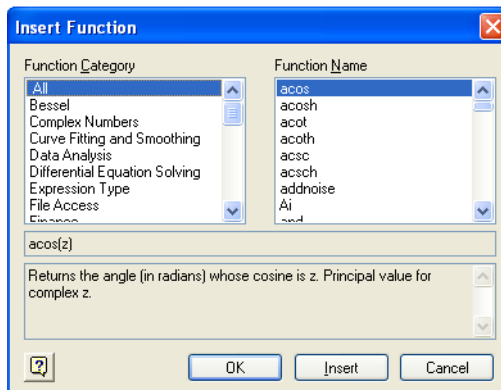 Insert Function
Function Category
All
Bessel
Complex Numbers
Curve Fitting and Smoothing
Data Analysis
Differential Equation Solving
Expression Type
File Access
Finance
Function Name
acos
acosh
acot
acoth
acsc
acsch
addnoise
Ai
and
acos(z)
Returns the angle (in radians) whose cosine is z. Principal value for
complex z.
OK
Insert
Cancel